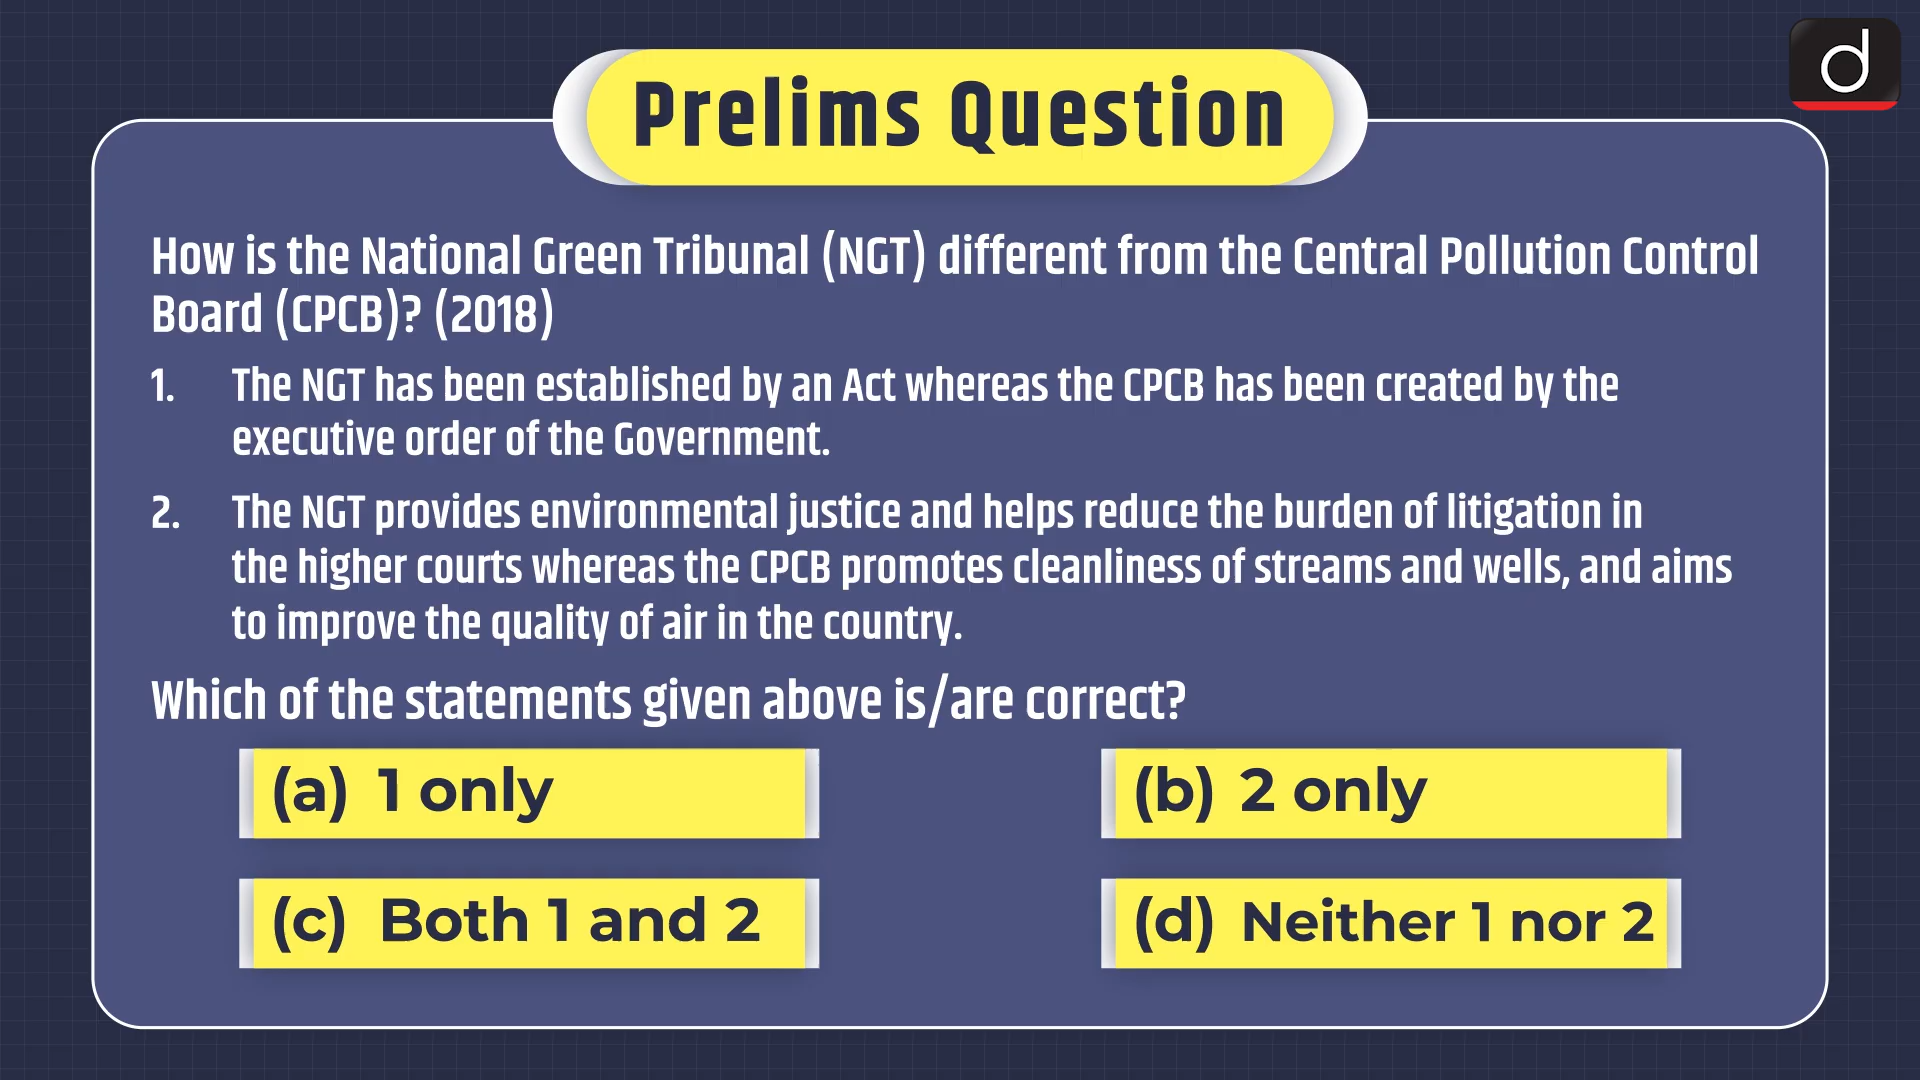 d
Prelims Question
How is the National Green Tribunal (NGT) different from the Central Pollution Control
Board (CPCB)? (2018)
1. The NGT has been established by an Act whereas the CPCB has been created by the
executive order of the Government.
2. The NGT provides environmental justice and helps reduce the burden of litigation in
the higher courts whereas the CPCB promotes cleanliness of streams and wells, and aims
to improve the quality of air in the country.
Which of the statements given above is/are correct?
(a) 1 only
(b) 2 only
(c) Both 1 and 2
(d) Neither 1 nor 2